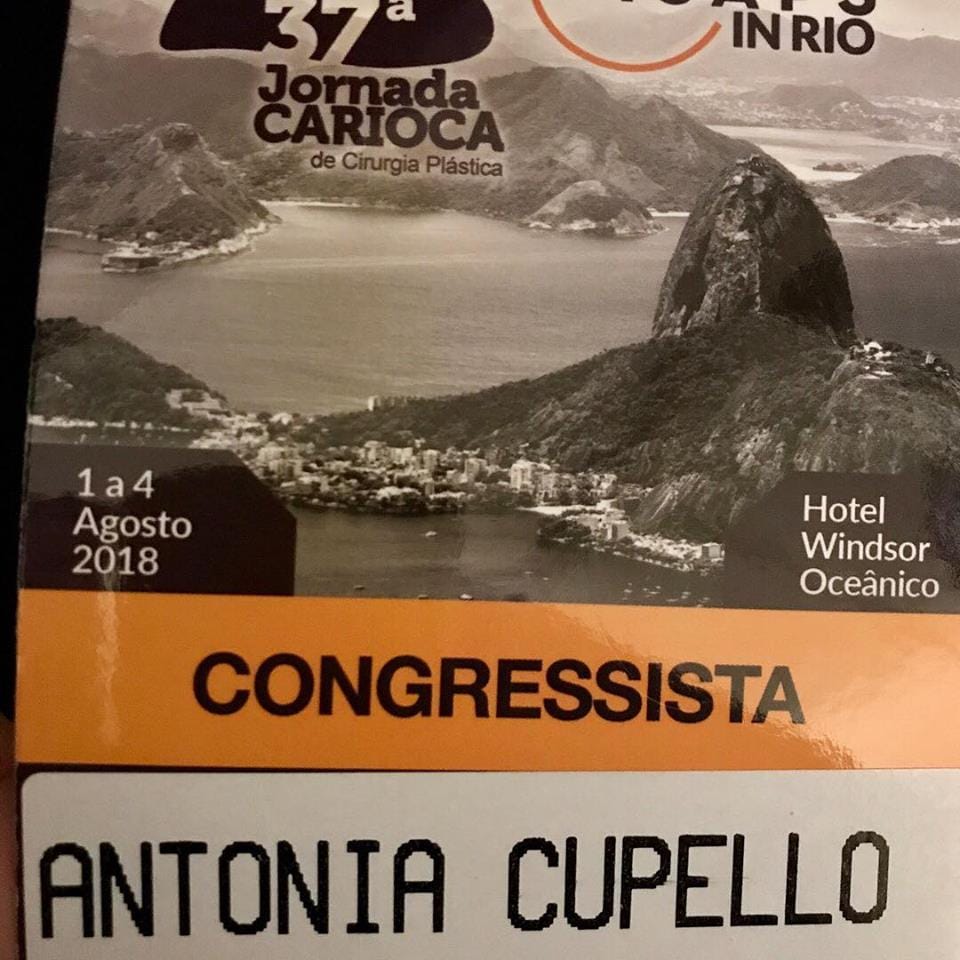 37ª
Jornada
CARIOCA
de Cirurgia Plástica
IN RIO
1 a 4
Agosto
2018
Hotel
Windsor
Oceânico
CONGRESSISTA
ANTONIA CUPELLO